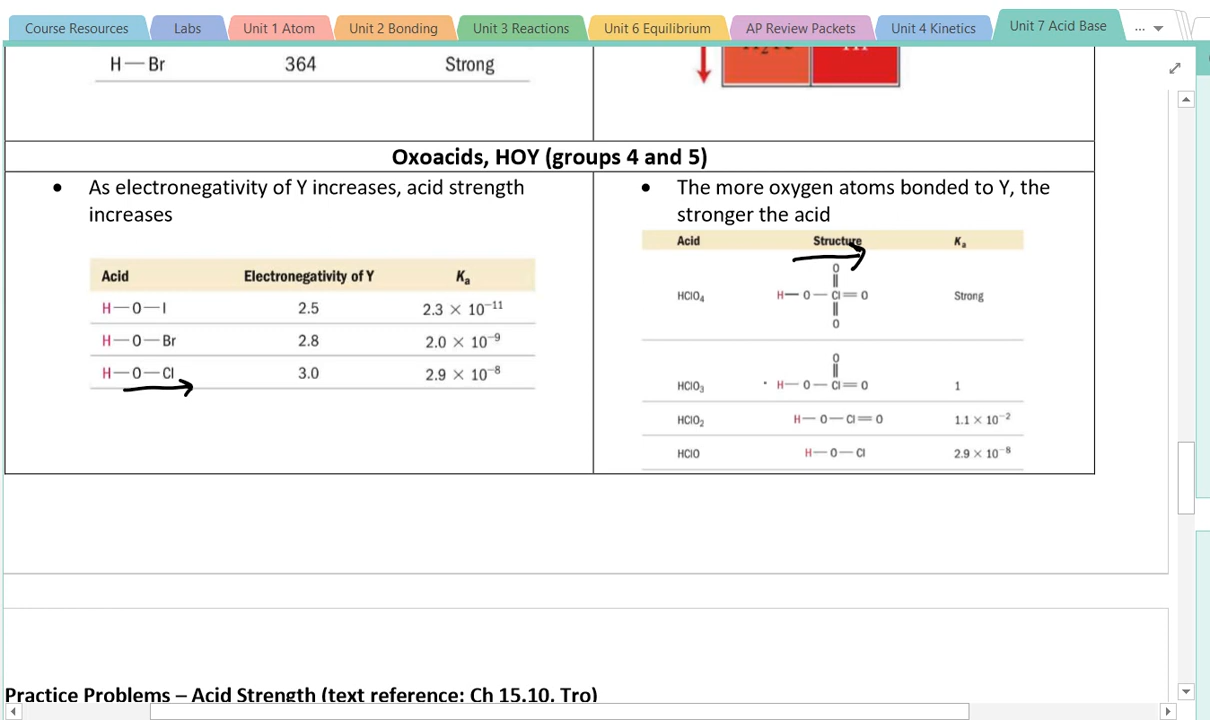 Course Resources Labs Unit 1 Atom Unit 2 Bonding Unit 3 Reactions Unit 6 Equilibrium AP Review Packets Unit 4 Kinetics Unit 7 Acid Base ...
H—Br 364 Strong
Oxoacids, HOY (groups 4 and 5)
• As electronegativity of Y increases, acid strength
increases
Acid Electronegativity of Y Kₐ
H—O—I 2.5 2.3 × 10⁻¹¹
H—O—Br 2.8 2.0 × 10⁻⁹
H—O—Cl 3.0 2.9 × 10⁻⁸
• The more oxygen atoms bonded to Y, the
stronger the acid
Acid Structure Kₐ
O
HClO₄ H—O—Cl=O Strong
O
O
HClO₃ H—O—Cl=O 1
HClO₂ H—O—Cl=O 1.1 × 10⁻²
HClO H—O—Cl 2.9 × 10⁻⁸
Practice Problems – Acid Strength (text reference: Ch 15.10, Tro)